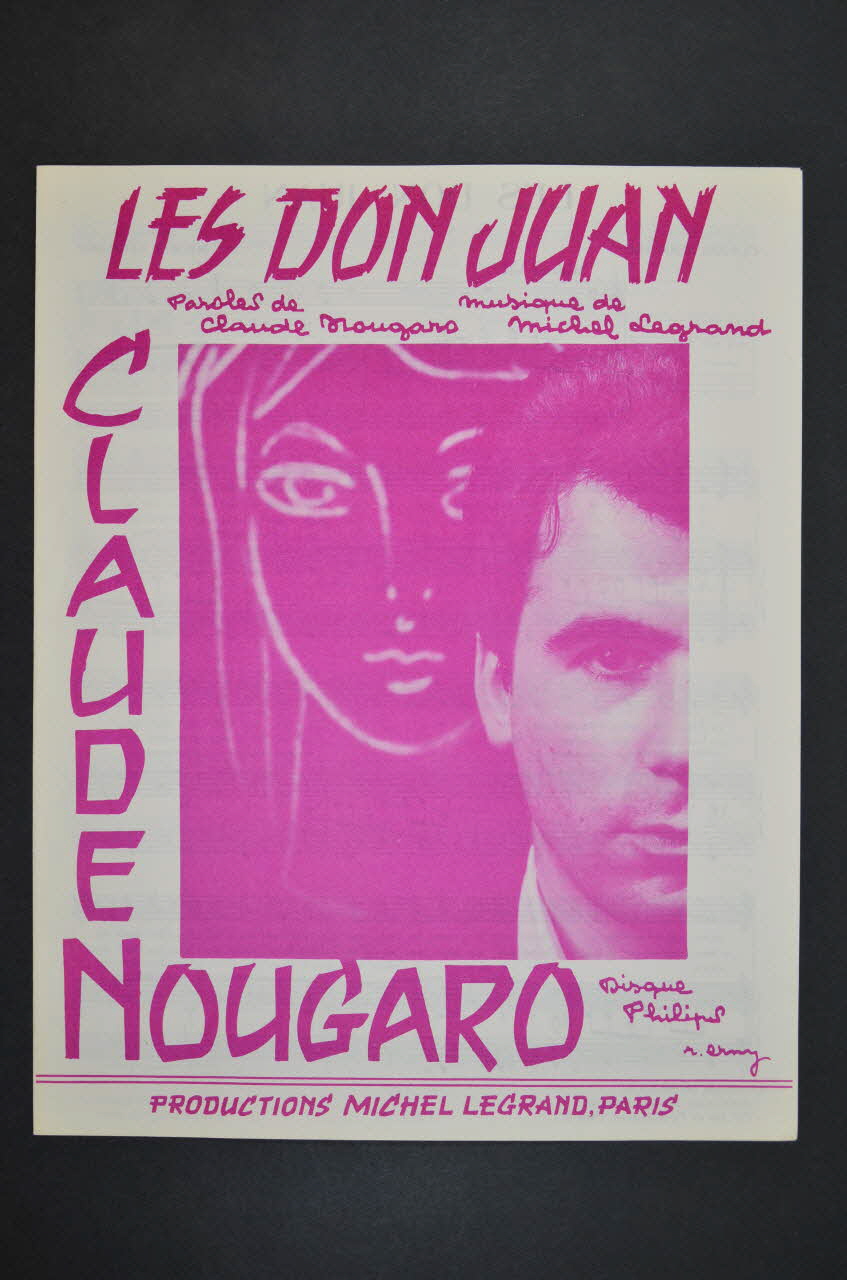 LES DON JUAN
Paroles de
Claude Nougaro
musique de
Michel Legrand
CLAUDE
NOUGARO
Disque
Philips
PRODUCTIONS MICHEL LEGRAND, PARIS